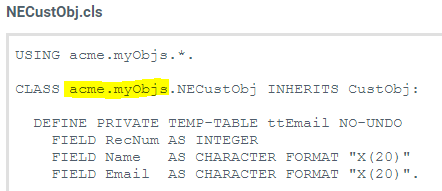 NECustObj.cls
USING acme.myObjs.*.
CLASS acme.myObjs.NECustObj INHERITS CustObj:
DEFINE PRIVATE TEMP-TABLE ttEmail NO-UNDO
FIELD RecNum AS INTEGER
FIELD Name AS CHARACTER FORMAT "X(20)"
FIELD Email AS CHARACTER FORMAT "X(20)".